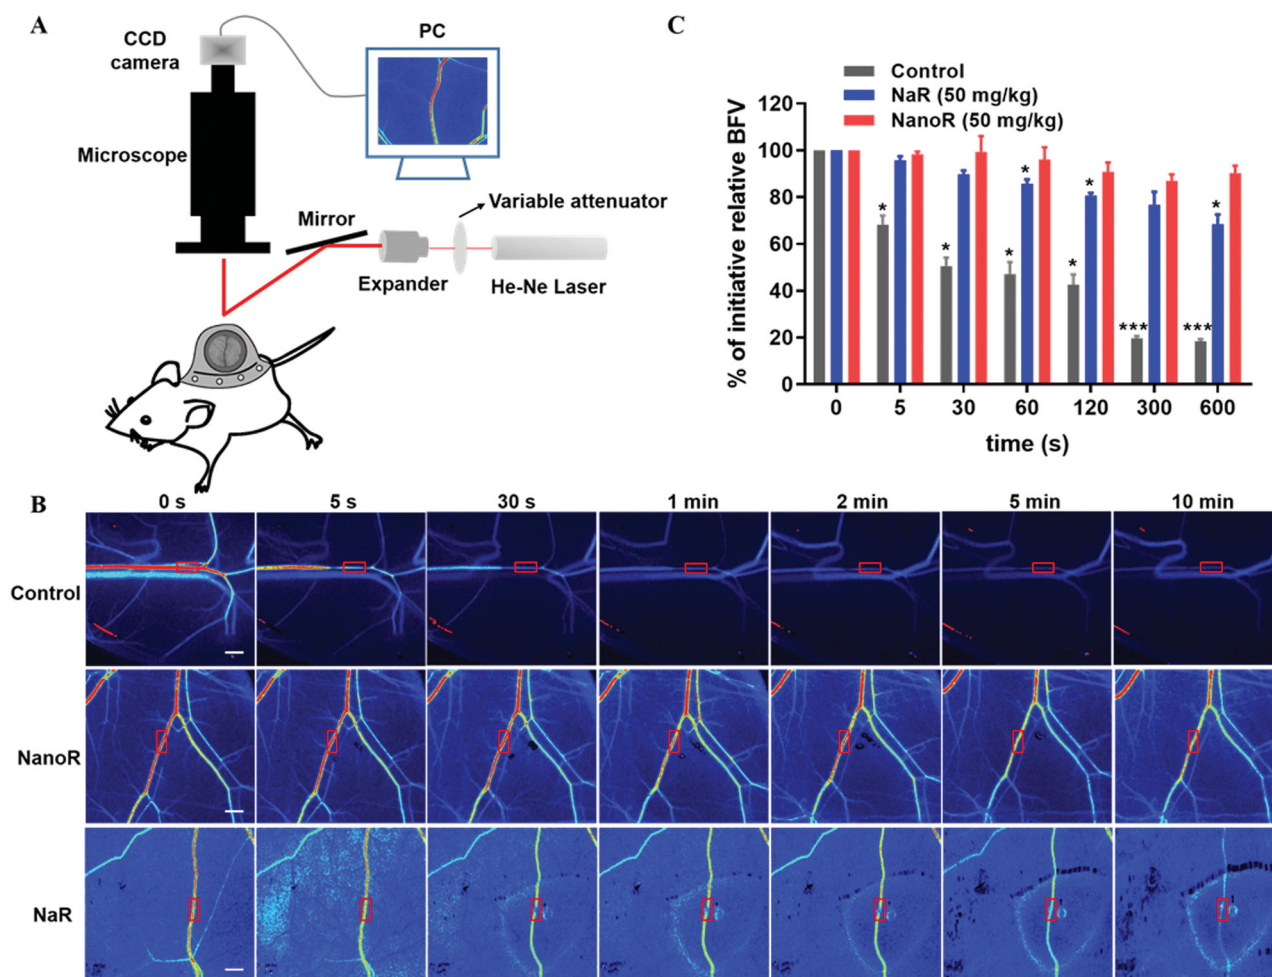 A
CCD
camera
PC
Microscope
Mirror
Variable attenuator
Expander
He-Ne Laser
C
Control
NaR (50 mg/kg)
NanoR (50 mg/kg)
% of initiative relative BFV
120
100
80
60
40
20
0
*
*
*
*
***
***
*
*
*
0 5 30 60 120 300 600
time (s)
B
0 s 5 s 30 s 1 min 2 min 5 min 10 min
Control
NanoR
NaR